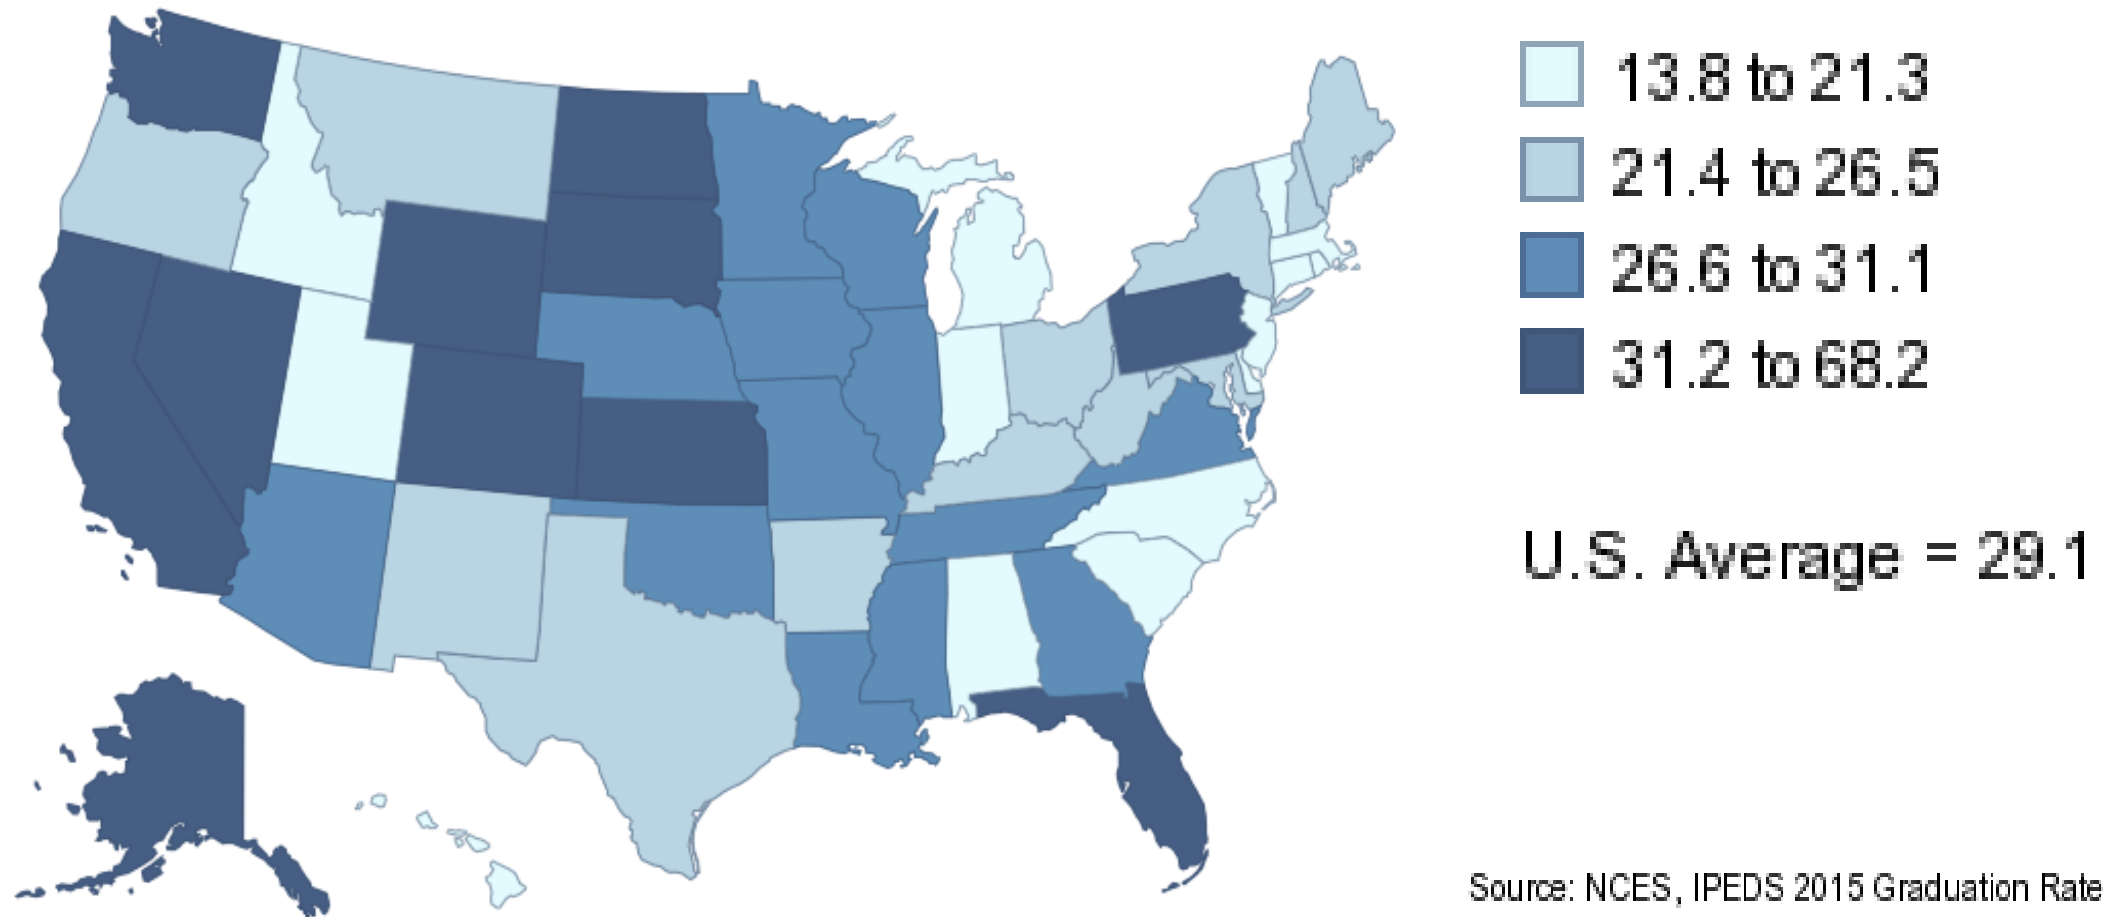 13.8 to 21.3
21.4 to 26.5
26.6 to 31.1
31.2 to 68.2
U.S. Average = 29.1
Source: NCES, IPEDS 2015 Graduation Rate